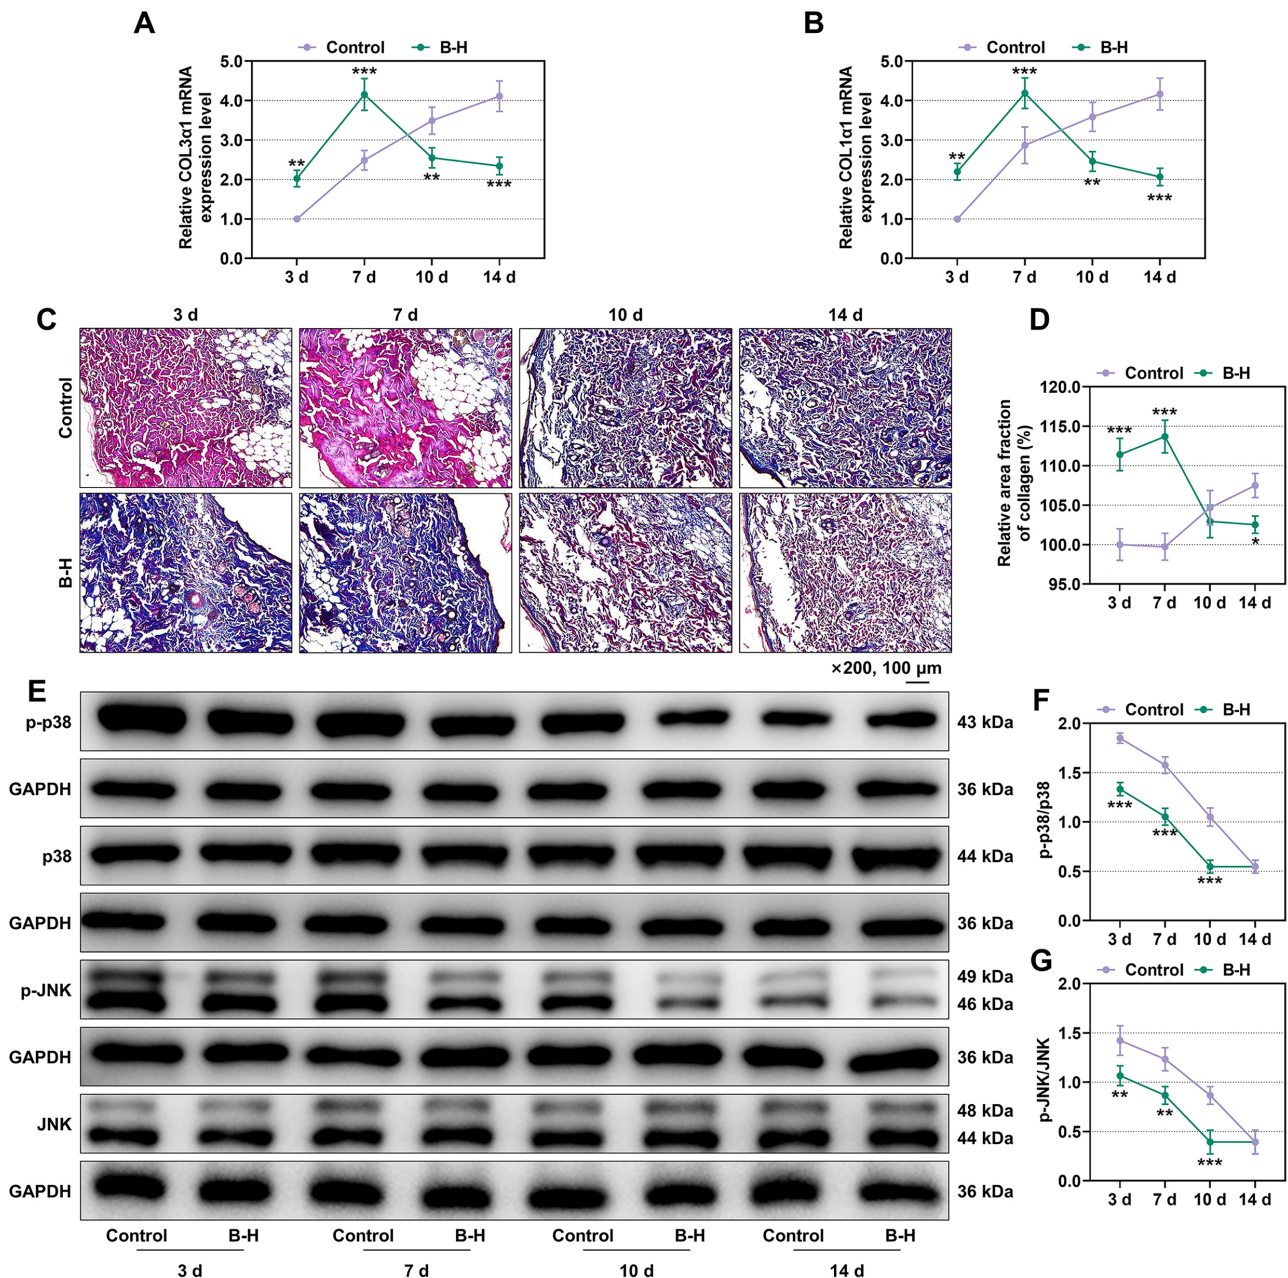 A
Control B-H
Relative COL3α1 mRNA
expression level
5.0
4.0
3.0
2.0
1.0
0.0
***
**
**
***
3 d 7 d 10 d 14 d
B
Control B-H
Relative COL1α1 mRNA
expression level
5.0
4.0
3.0
2.0
1.0
0.0
***
**
**
***
3 d 7 d 10 d 14 d
C
3 d 7 d 10 d 14 d
Control
B-H
×200, 100 μm
D
Control B-H
Relative area fraction
of collagen (%)
120.0
115.0
110.0
105.0
100.0
95.0
***
***
*
3 d 7 d 10 d 14 d
E
p-p38 43 kDa
GAPDH 36 kDa
p38 44 kDa
GAPDH 36 kDa
p-JNK 49 kDa
46 kDa
GAPDH 36 kDa
JNK 48 kDa
44 kDa
GAPDH 36 kDa
Control B-H Control B-H Control B-H Control B-H
3 d 7 d 10 d 14 d
F
Control B-H
p-p38/p38
2.0
1.5
1.0
0.5
0.0
***
***
***
3 d 7 d 10 d 14 d
G
Control B-H
p-JNK/JNK
2.0
1.5
1.0
0.5
0.0
**
**
***
3 d 7 d 10 d 14 d